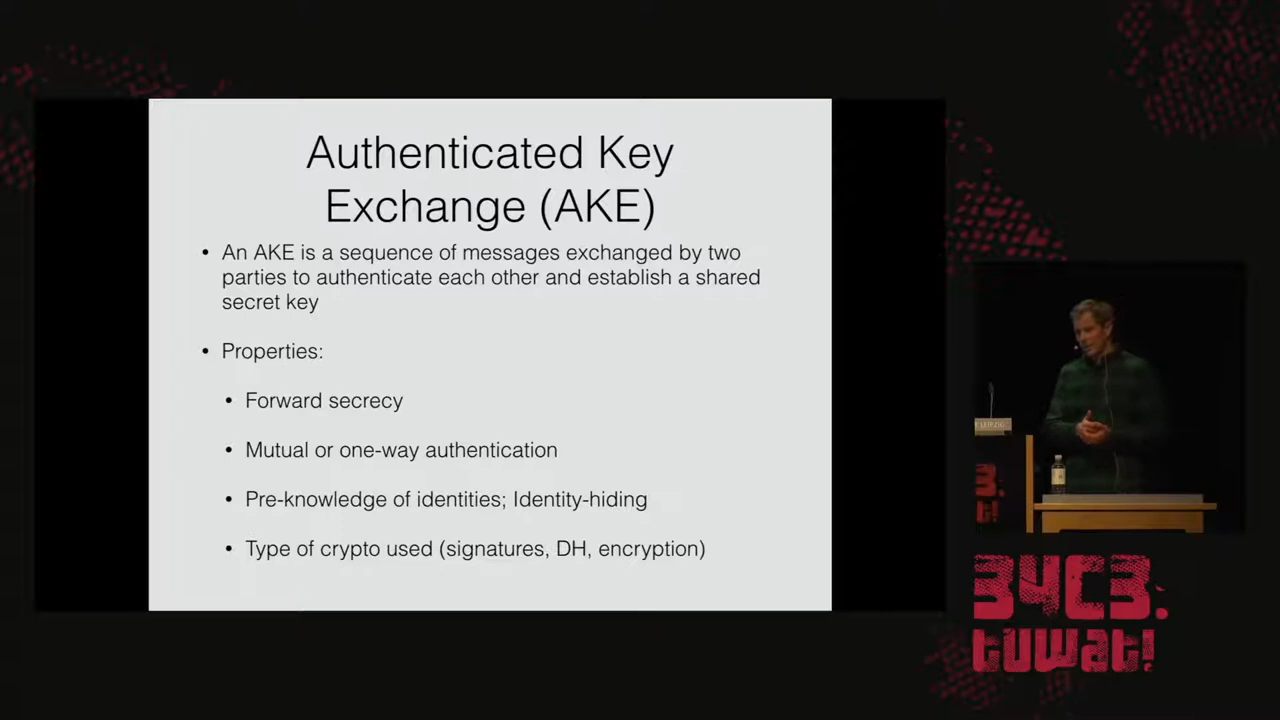 Authenticated Key
Exchange (AKE)
• An AKE is a sequence of messages exchanged by two
parties to authenticate each other and establish a shared
secret key
• Properties:
• Forward secrecy
• Mutual or one-way authentication
• Pre-knowledge of identities; Identity-hiding
• Type of crypto used (signatures, DH, encryption)
LEIPZIG
34C3.
tuwat!